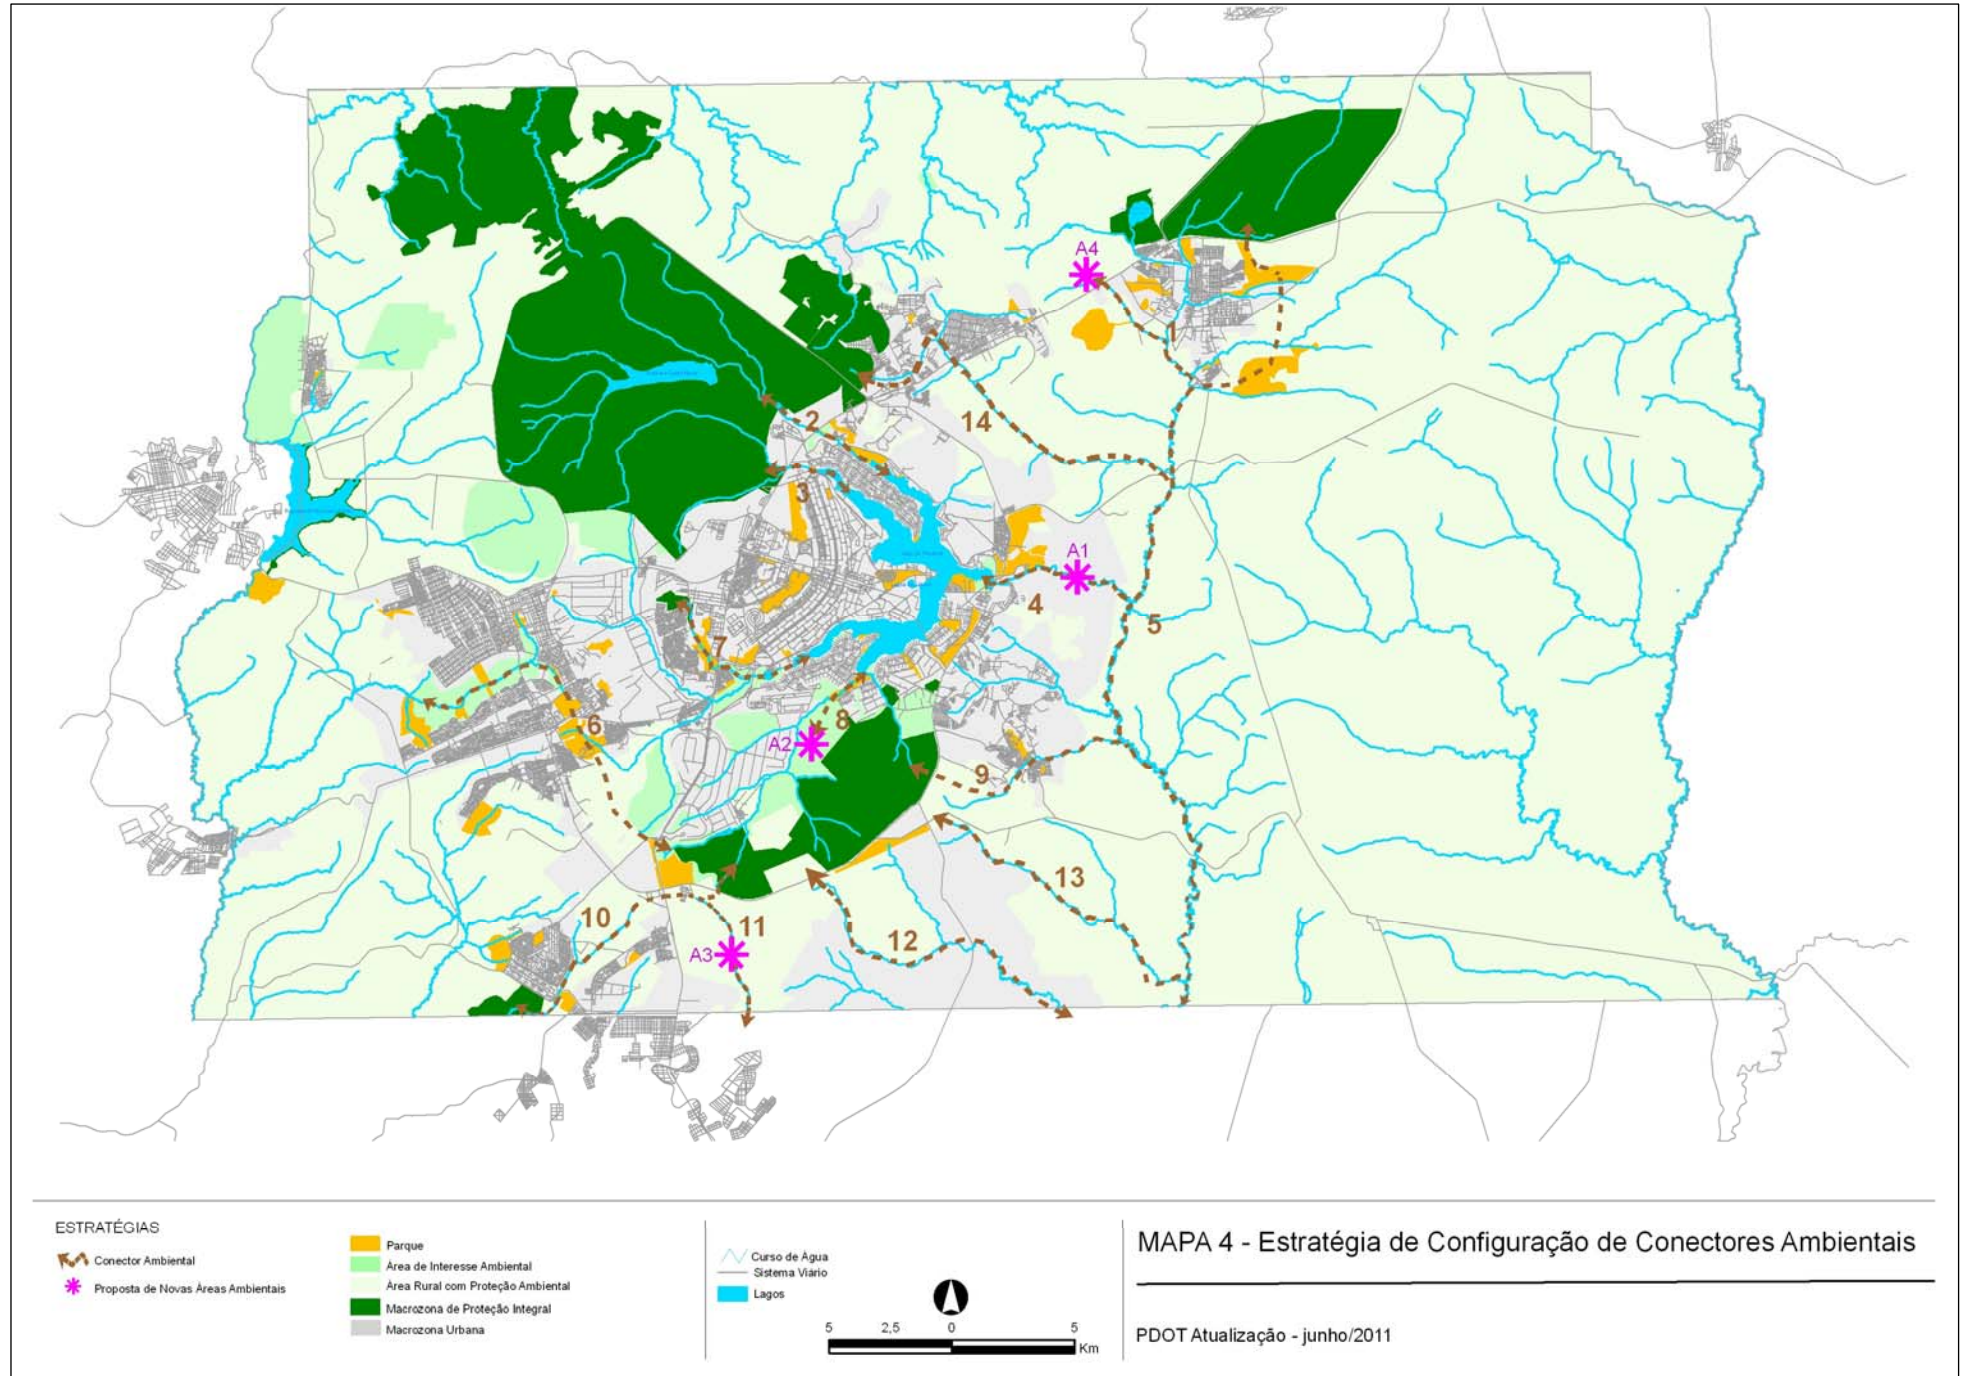 A4
2
14
3
A1
4
5
7
6
8
A2
9
13
10
11
12
A3
ESTRATÉGIAS
Conector Ambiental
Proposta de Novas Áreas Ambientais
Parque
Área de Interesse Ambiental
Área Rural com Proteção Ambiental
Macrozona de Proteção Integral
Macrozona Urbana
Curso de Água
Sistema Viário
Lagos
5 2,5 0 5
Km
MAPA 4 - Estratégia de Configuração de Conectores Ambientais
PDOT Atualização - junho/2011